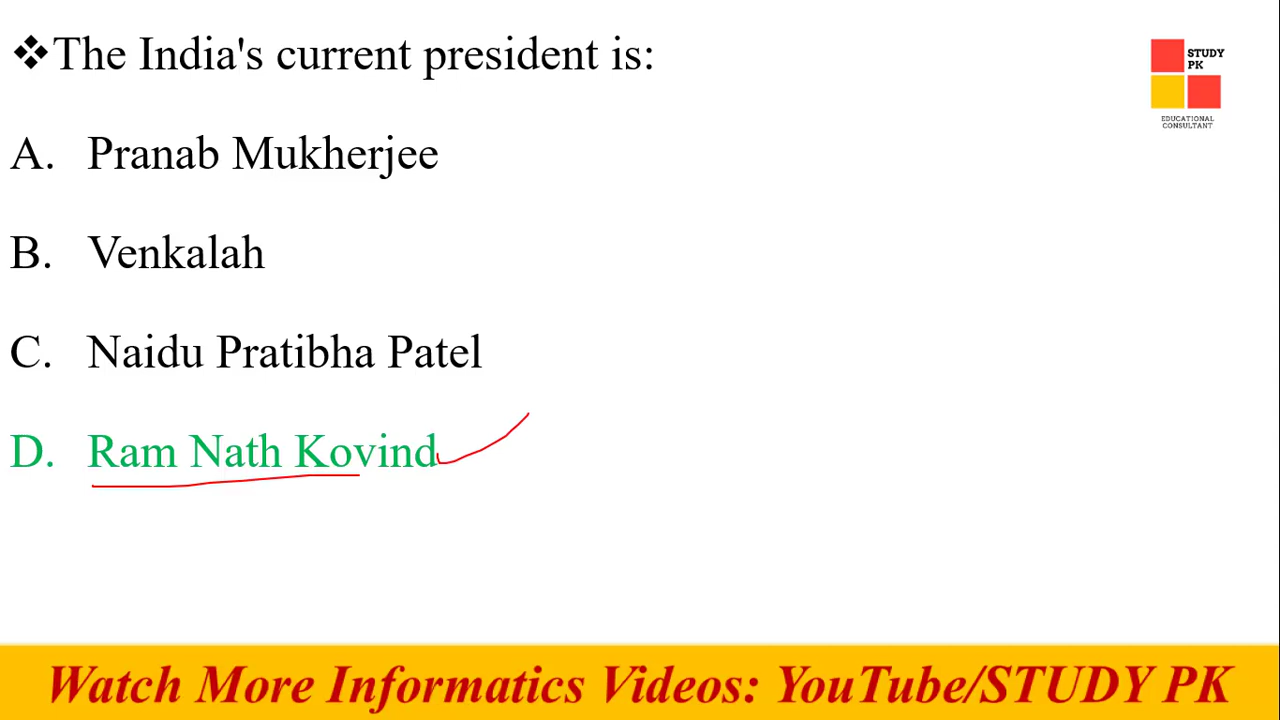 ❖The India's current president is:
STUDY
PK
EDUCATIONAL
CONSULTANT
A. Pranab Mukherjee
B. Venkalah
C. Naidu Pratibha Patel
D. Ram Nath Kovind
Watch More Informatics Videos: YouTube/STUDY PK